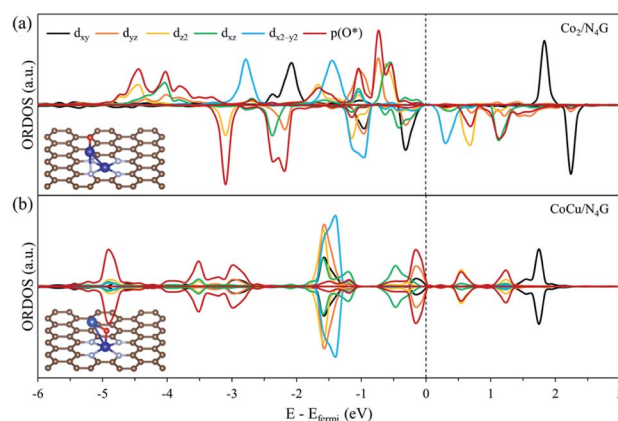 (a) d_xy d_yz d_z2 d_xz d_x2−y2 p(O*) Co₂/N₄G
ORDOS (a.u.)
(b) CoCu/N₄G
ORDOS (a.u.)
-6 -5 -4 -3 -2 -1 0 1 2 3
E - E_fermi (eV)